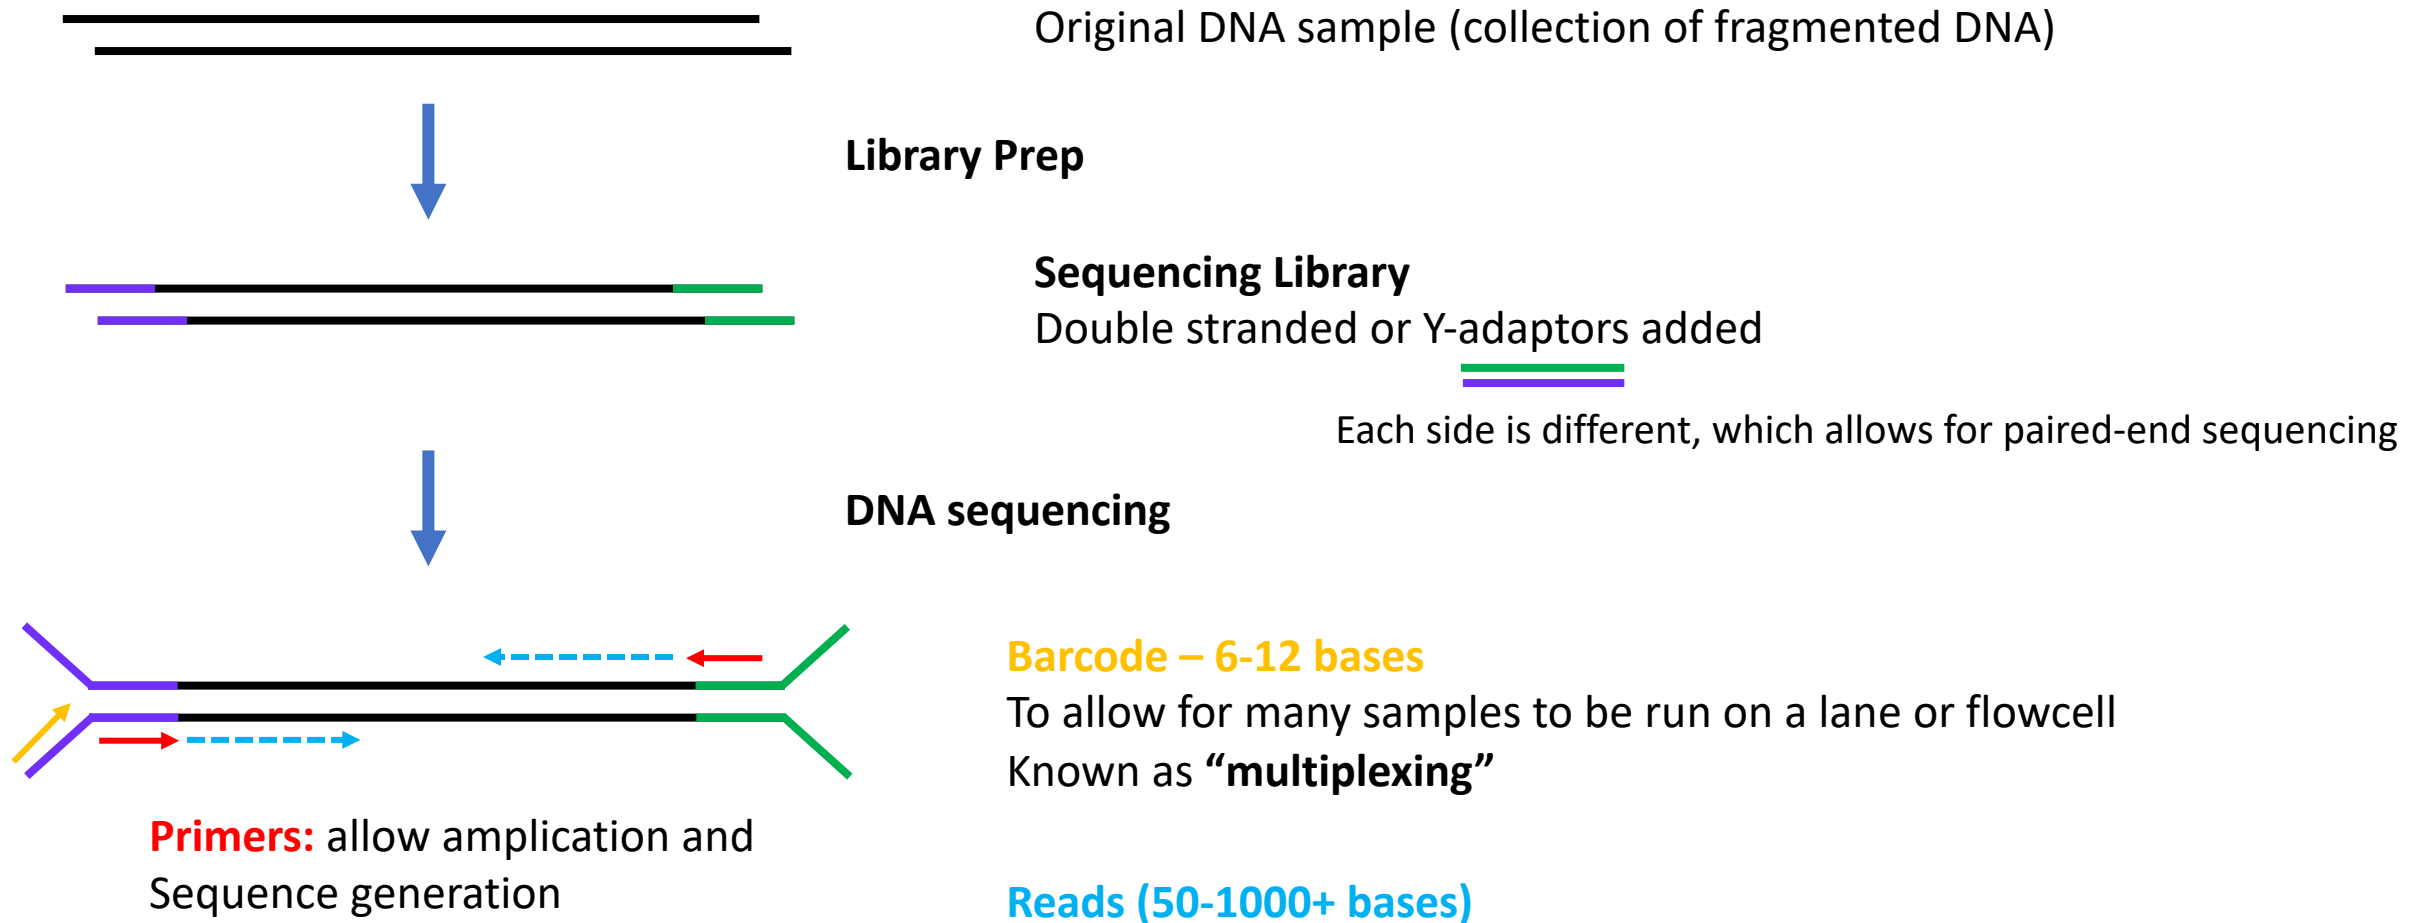 Original DNA sample (collection of fragmented DNA)
Library Prep
Sequencing Library
Double stranded or Y-adaptors added
Each side is different, which allows for paired-end sequencing
DNA sequencing
Barcode – 6-12 bases
To allow for many samples to be run on a lane or flowcell
Known as “multiplexing”
Primers: allow amplication and
Sequence generation
Reads (50-1000+ bases)